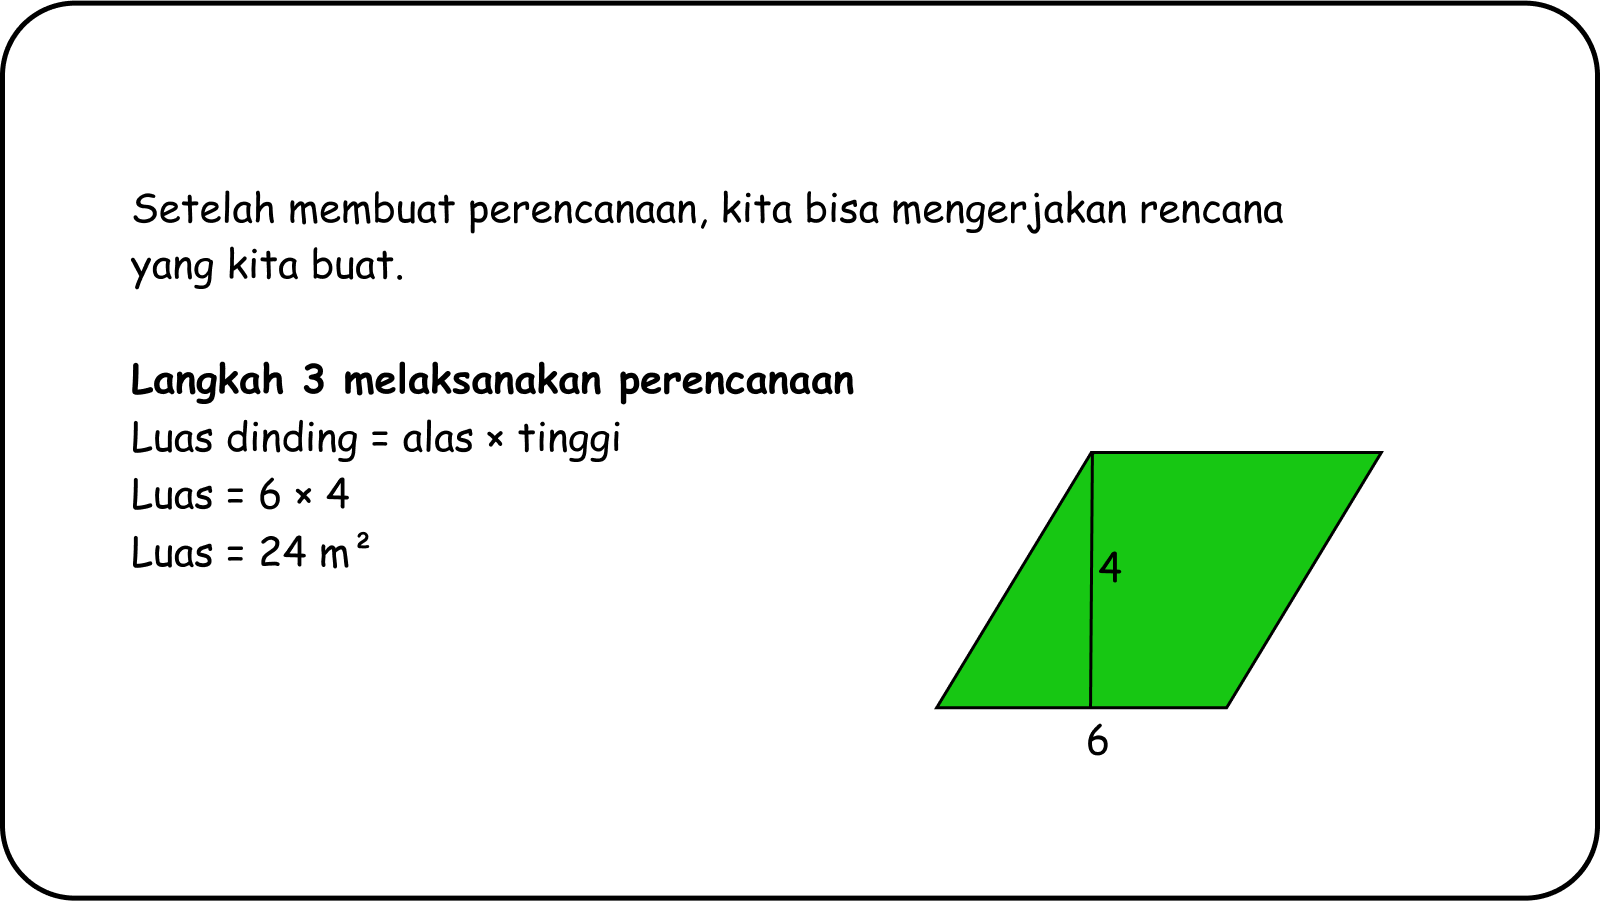 Setelah membuat perencanaan, kita bisa mengerjakan rencana
yang kita buat.
Langkah 3 melaksanakan perencanaan
Luas dinding = alas × tinggi
Luas = 6 × 4
Luas = 24 m²
4
6